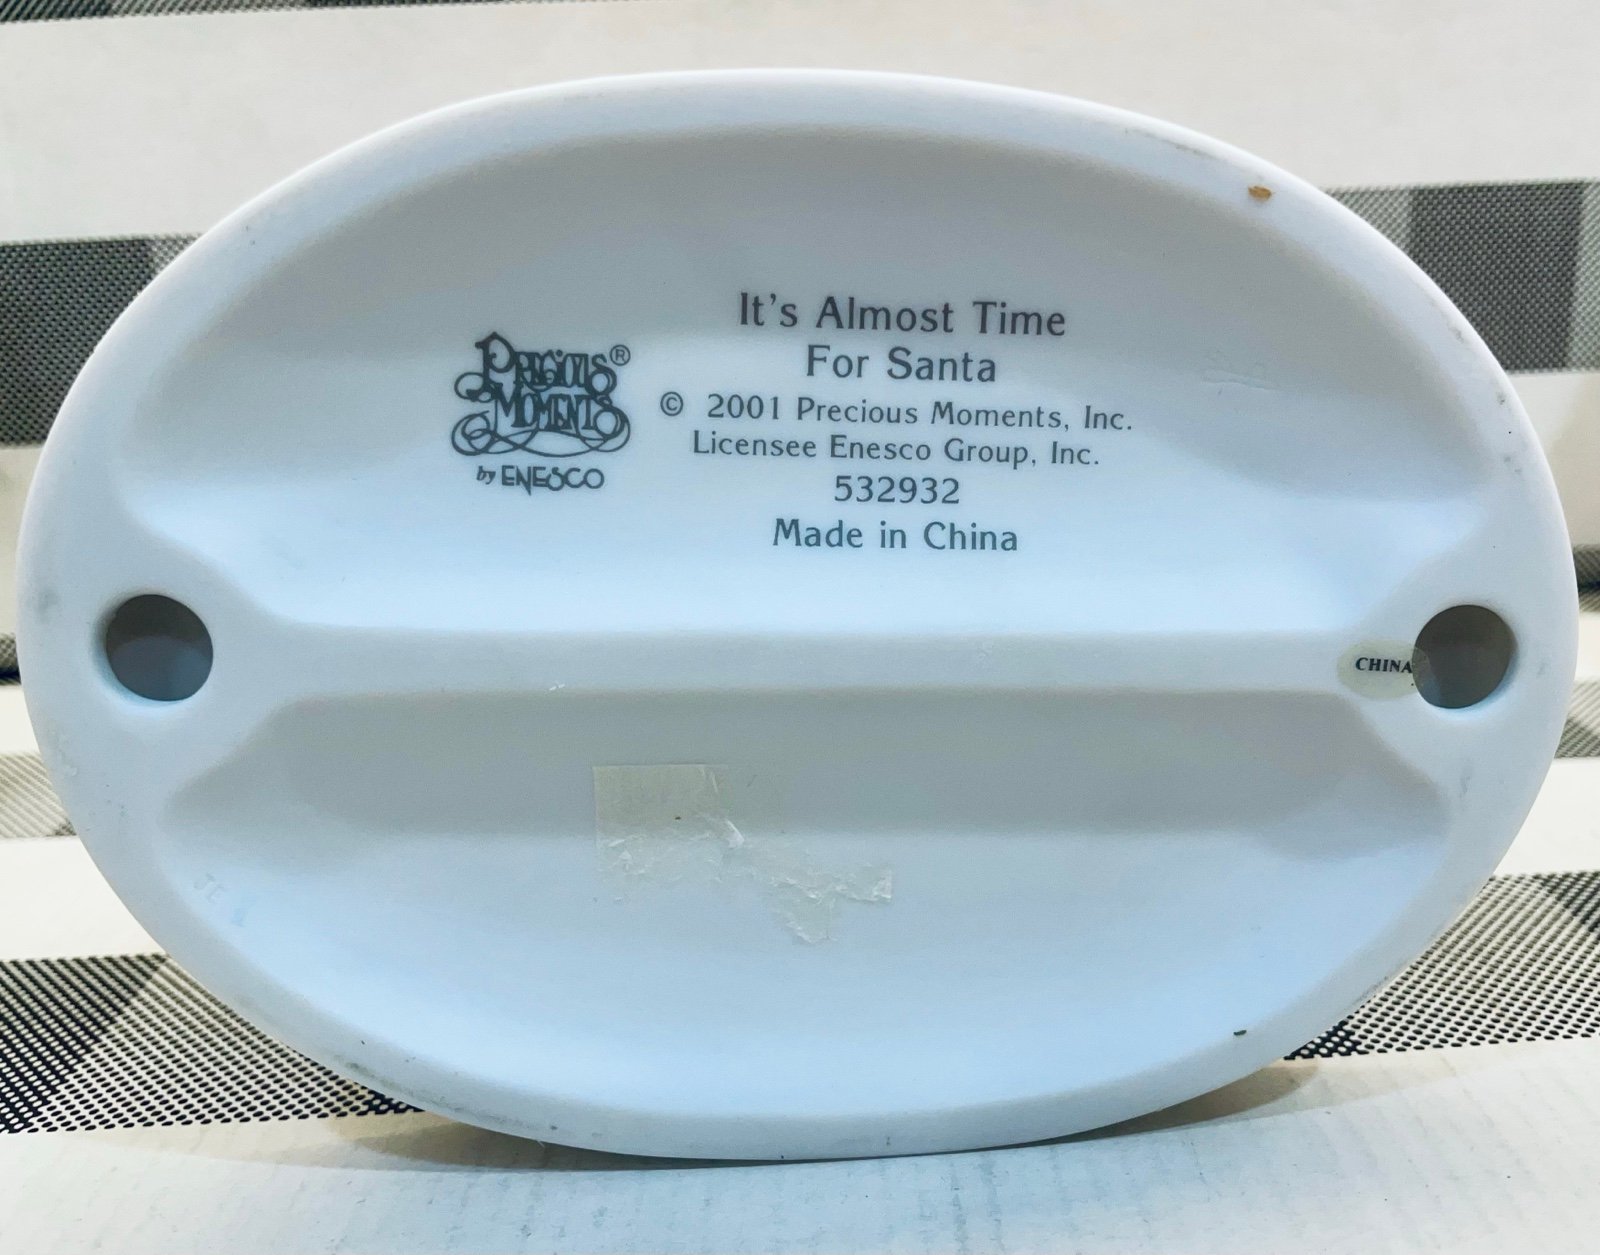 It's Almost Time
For Santa
© 2001 Precious Moments, Inc.
Licensee Enesco Group, Inc.
532932
Made in China
PRECIOUS®
MOMENTS
by ENESCO
CHINA
JE